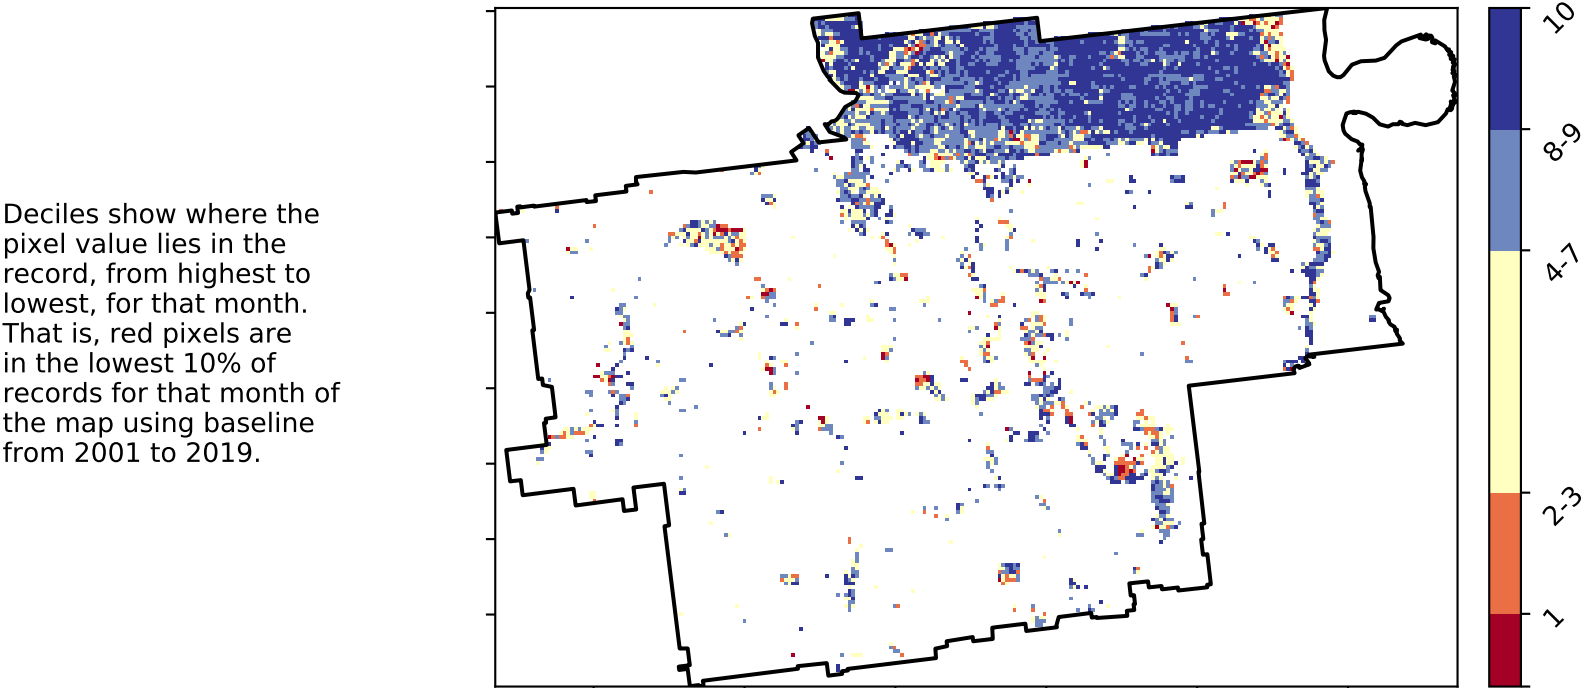 Deciles show where the
pixel value lies in the
record, from highest to
lowest, for that month.
That is, red pixels are
in the lowest 10% of
records for that month of
the map using baseline
from 2001 to 2019.
10
8-9
4-7
2-3
1